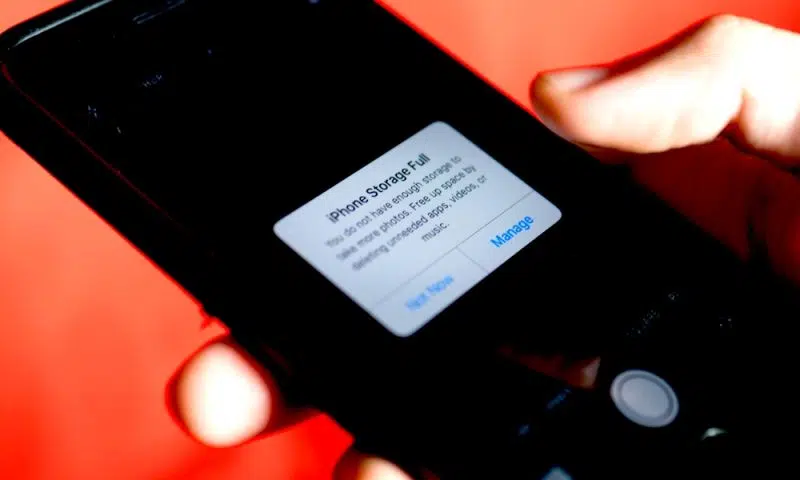 iPhone Storage Full
You do not have enough storage to
take more photos. Free up space by
deleting unneeded apps, videos, or
music.
Not Now
Manage